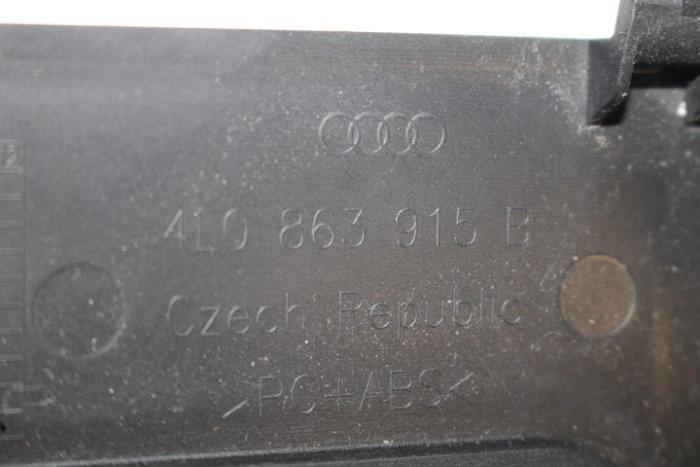 4L0 863 915 B
Czech Republic
>PC+ABS<